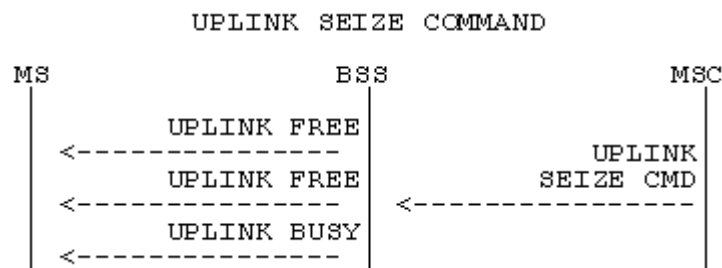 UPLINK SEIZE COMMAND
MS BSS MSC
UPLINK FREE
UPLINK
UPLINK FREE SEIZE CMD
UPLINK BUSY